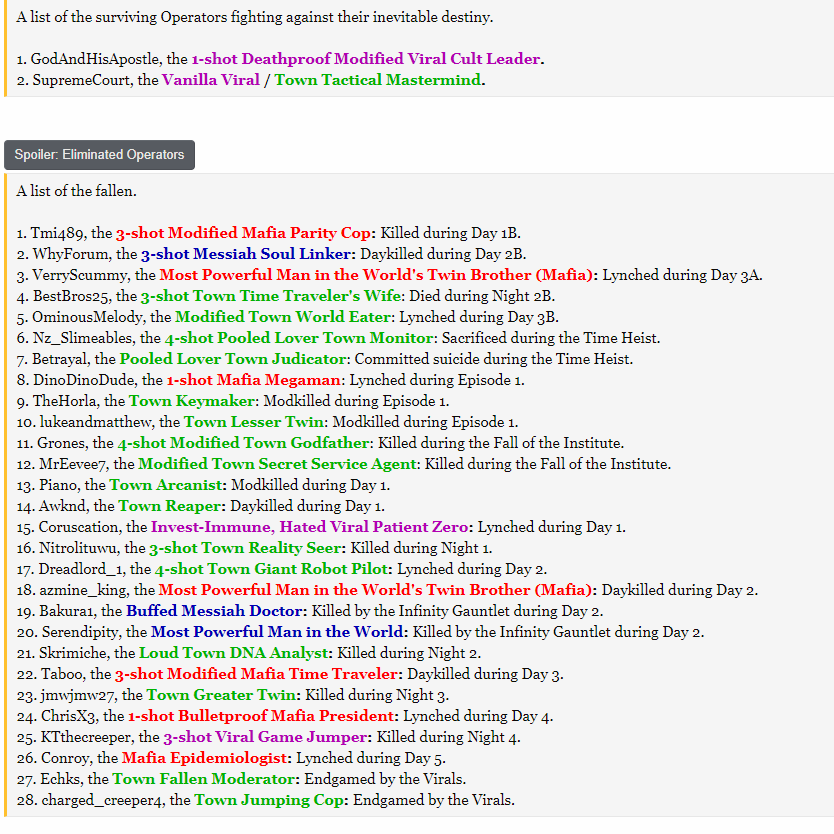 A list of the surviving Operators fighting against their inevitable destiny.
1. GodAndHisApostle, the 1-shot Deathproof Modified Viral Cult Leader.
2. SupremeCourt, the Vanilla Viral / Town Tactical Mastermind.
Spoiler: Eliminated Operators
A list of the fallen.
1. Tmi489, the 3-shot Modified Mafia Parity Cop: Killed during Day 1B.
2. WhyForum, the 3-shot Messiah Soul Linker: Daykilled during Day 2B.
3. VerryScummy, the Most Powerful Man in the World's Twin Brother (Mafia): Lynched during Day 3A.
4. BestBros25, the 3-shot Town Time Traveler's Wife: Died during Night 2B.
5. OminousMelody, the Modified Town World Eater: Lynched during Day 3B.
6. Nz_Slimeables, the 4-shot Pooled Lover Town Monitor: Sacrificed during the Time Heist.
7. Betrayal, the Pooled Lover Town Judicator: Committed suicide during the Time Heist.
8. DinoDinoDude, the 1-shot Mafia Megaman: Lynched during Episode 1.
9. TheHorla, the Town Keymaker: Modkilled during Episode 1.
10. lukeandmatthew, the Town Lesser Twin: Modkilled during Episode 1.
11. Grones, the 4-shot Modified Town Godfather: Killed during the Fall of the Institute.
12. MrEevee7, the Modified Town Secret Service Agent: Killed during the Fall of the Institute.
13. Piano, the Town Arcanist: Modkilled during Day 1.
14. Awknd, the Town Reaper: Daykilled during Day 1.
15. Coruscation, the Invest-Immune, Hated Viral Patient Zero: Lynched during Day 1.
16. Nitrolituwu, the 3-shot Town Reality Seer: Killed during Night 1.
17. Dreadlord_1, the 4-shot Town Giant Robot Pilot: Lynched during Day 2.
18. azmine_king, the Most Powerful Man in the World's Twin Brother (Mafia): Daykilled during Day 2.
19. Bakura1, the Buffed Messiah Doctor: Killed by the Infinity Gauntlet during Day 2.
20. Serendipity, the Most Powerful Man in the World: Killed by the Infinity Gauntlet during Day 2.
21. Skrimiche, the Loud Town DNA Analyst: Killed during Night 2.
22. Taboo, the 3-shot Modified Mafia Time Traveler: Daykilled during Day 3.
23. jmwjmw27, the Town Greater Twin: Killed during Night 3.
24. ChrisX3, the 1-shot Bulletproof Mafia President: Lynched during Day 4.
25. KTthecreeper, the 3-shot Viral Game Jumper: Killed during Night 4.
26. Conroy, the Mafia Epidemiologist: Lynched during Day 5.
27. Echks, the Town Fallen Moderator: Endgamed by the Virals.
28. charged_creeper4, the Town Jumping Cop: Endgamed by the Virals.